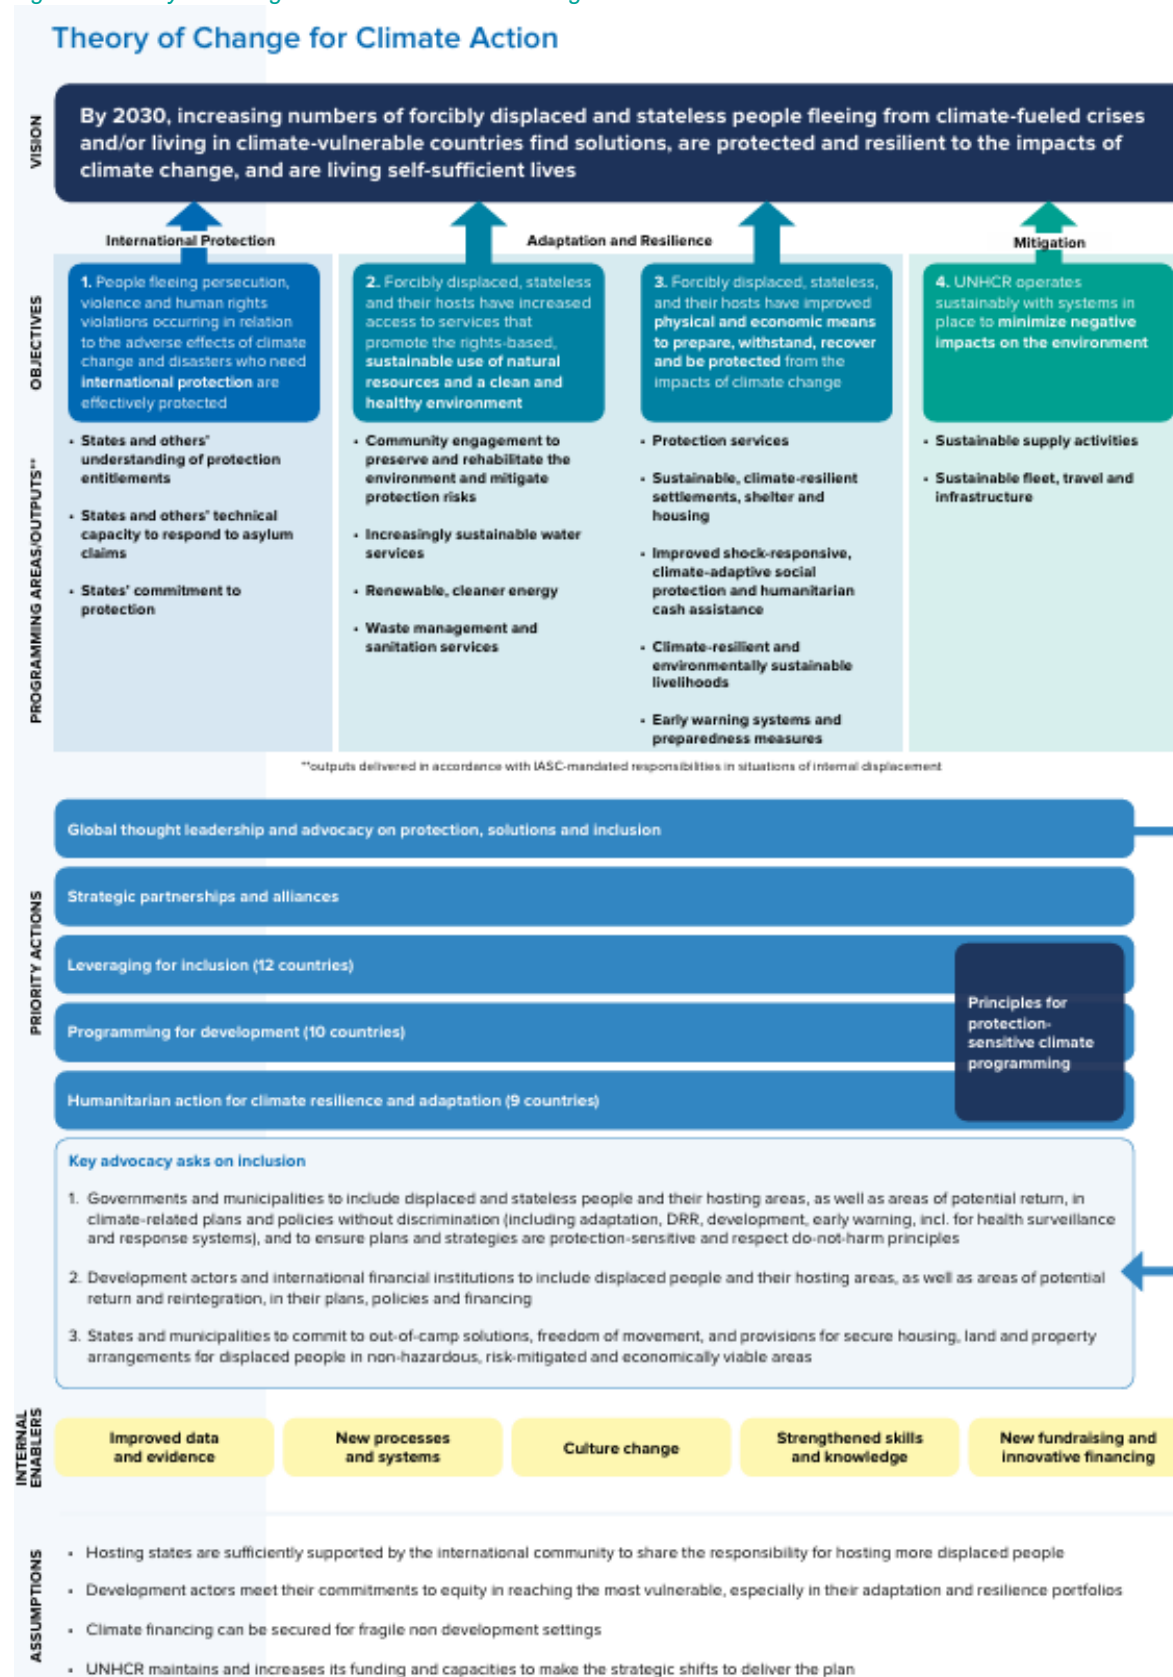 Theory of Change for Climate Action
VISION
By 2030, increasing numbers of forcibly displaced and stateless people fleeing from climate-fueled crises
and/or living in climate-vulnerable countries find solutions, are protected and resilient to the impacts of
climate change, and are living self-sufficient lives
International Protection
Adaptation and Resilience
Mitigation
OBJECTIVES
1. People fleeing persecution,
violence and human rights
violations occurring in relation
to the adverse effects of climate
change and disasters who need
international protection are
effectively protected
2. Forcibly displaced, stateless
and their hosts have increased
access to services that
promote the rights-based,
sustainable use of natural
resources and a clean and
healthy environment
3. Forcibly displaced, stateless,
and their hosts have improved
physical and economic means
to prepare, withstand, recover
and be protected from the
impacts of climate change
4. UNHCR operates
sustainably with systems in
place to minimize negative
impacts on the environment
PROGRAMMING AREAS/OUTPUTS**
• States and others'
understanding of protection
entitlements
• States and others' technical
capacity to respond to asylum
claims
• States' commitment to
protection
• Community engagement to
preserve and rehabilitate the
environment and mitigate
protection risks
• Increasingly sustainable water
services
• Renewable, cleaner energy
• Waste management and
sanitation services
• Protection services
• Sustainable, climate-resilient
settlements, shelter and
housing
• Improved shock-responsive,
climate-adaptive social
protection and humanitarian
cash assistance
• Climate-resilient and
environmentally sustainable
livelihoods
• Early warning systems and
preparedness measures
• Sustainable supply activities
• Sustainable fleet, travel and
infrastructure
**outputs delivered in accordance with IASC-mandated responsibilities in situations of internal displacement
PRIORITY ACTIONS
Global thought leadership and advocacy on protection, solutions and inclusion
Strategic partnerships and alliances
Leveraging for inclusion (12 countries)
Programming for development (10 countries)
Humanitarian action for climate resilience and adaptation (9 countries)
Principles for
protection-
sensitive climate
programming
Key advocacy asks on inclusion
1. Governments and municipalities to include displaced and stateless people and their hosting areas, as well as areas of potential return, in
climate-related plans and policies without discrimination (including adaptation, DRR, development, early warning, incl. for health surveillance
and response systems), and to ensure plans and strategies are protection-sensitive and respect do-not-harm principles
2. Development actors and international financial institutions to include displaced people and their hosting areas, as well as areas of potential
return and reintegration, in their plans, policies and financing
3. States and municipalities to commit to out-of-camp solutions, freedom of movement, and provisions for secure housing, land and property
arrangements for displaced people in non-hazardous, risk-mitigated and economically viable areas
INTERNAL
ENABLERS
Improved data
and evidence
New processes
and systems
Culture change
Strengthened skills
and knowledge
New fundraising and
innovative financing
ASSUMPTIONS
• Hosting states are sufficiently supported by the international community to share the responsibility for hosting more displaced people
• Development actors meet their commitments to equity in reaching the most vulnerable, especially in their adaptation and resilience portfolios
• Climate financing can be secured for fragile non development settings
• UNHCR maintains and increases its funding and capacities to make the strategic shifts to deliver the plan